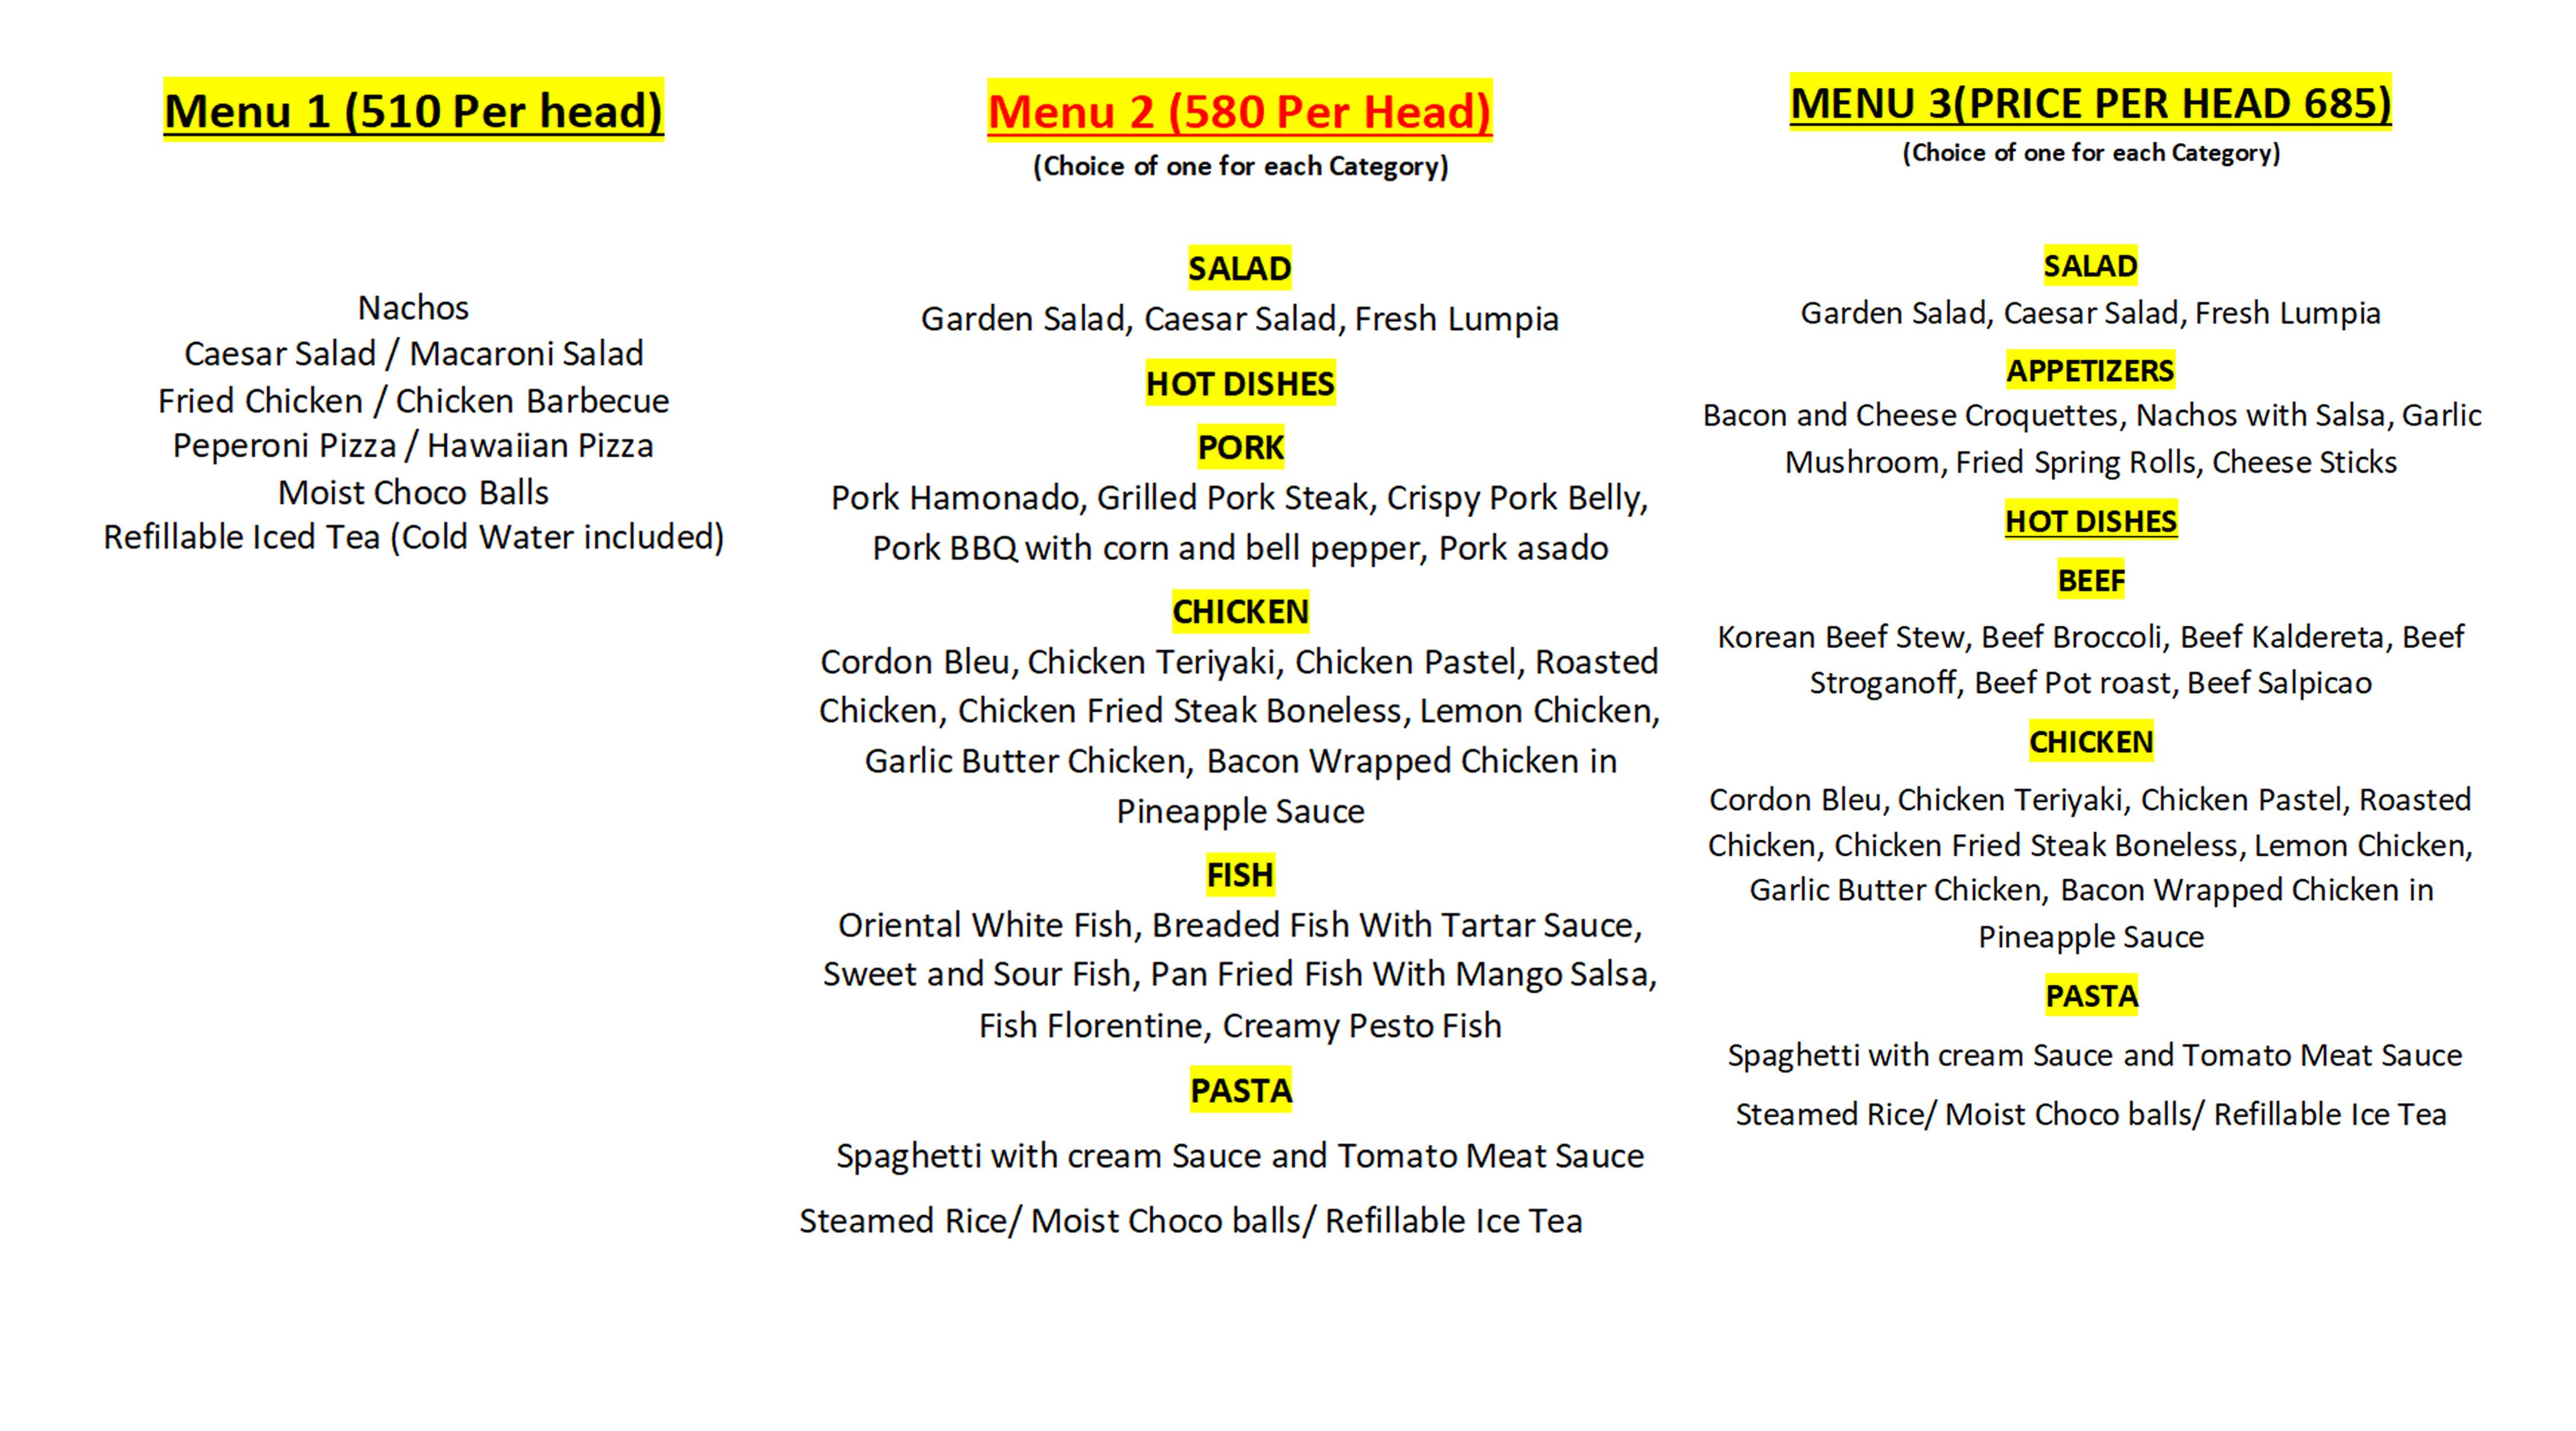 Menu 1 (510 Per head)
Nachos
Caesar Salad / Macaroni Salad
Fried Chicken / Chicken Barbecue
Peperoni Pizza / Hawaiian Pizza
Moist Choco Balls
Refillable Iced Tea (Cold Water included)
Menu 2 (580 Per Head)
(Choice of one for each Category)
SALAD
Garden Salad, Caesar Salad, Fresh Lumpia
HOT DISHES
PORK
Pork Hamonado, Grilled Pork Steak, Crispy Pork Belly,
Pork BBQ with corn and bell pepper, Pork asado
CHICKEN
Cordon Bleu, Chicken Teriyaki, Chicken Pastel, Roasted
Chicken, Chicken Fried Steak Boneless, Lemon Chicken,
Garlic Butter Chicken, Bacon Wrapped Chicken in
Pineapple Sauce
FISH
Oriental White Fish, Breaded Fish With Tartar Sauce,
Sweet and Sour Fish, Pan Fried Fish With Mango Salsa,
Fish Florentine, Creamy Pesto Fish
PASTA
Spaghetti with cream Sauce and Tomato Meat Sauce
Steamed Rice/ Moist Choco balls/ Refillable Ice Tea
MENU 3(PRICE PER HEAD 685)
(Choice of one for each Category)
SALAD
Garden Salad, Caesar Salad, Fresh Lumpia
APPETIZERS
Bacon and Cheese Croquettes, Nachos with Salsa, Garlic
Mushroom, Fried Spring Rolls, Cheese Sticks
HOT DISHES
BEEF
Korean Beef Stew, Beef Broccoli, Beef Kaldereta, Beef
Stroganoff, Beef Pot roast, Beef Salpicao
CHICKEN
Cordon Bleu, Chicken Teriyaki, Chicken Pastel, Roasted
Chicken, Chicken Fried Steak Boneless, Lemon Chicken,
Garlic Butter Chicken, Bacon Wrapped Chicken in
Pineapple Sauce
PASTA
Spaghetti with cream Sauce and Tomato Meat Sauce
Steamed Rice/ Moist Choco balls/ Refillable Ice Tea